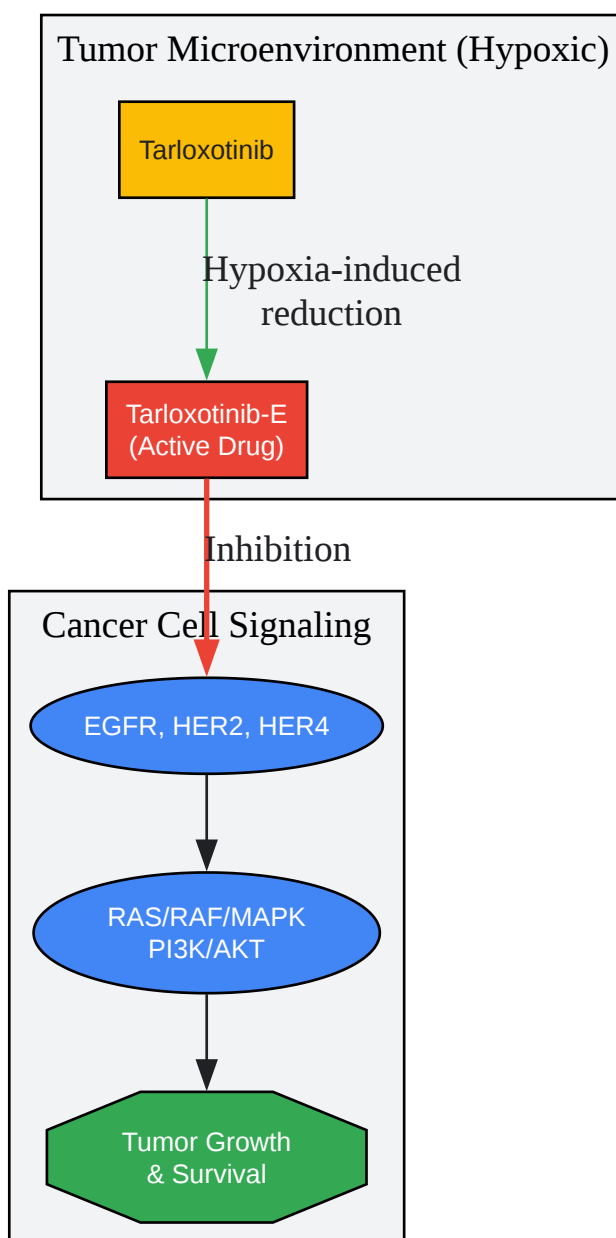 Tumor Microenvironment (Hypoxic)
Tarloxotinib
Hypoxia-induced
reduction
Tarloxotinib-E
(Active Drug)
Inhibition
Cancer Cell Signaling
EGFR, HER2, HER4
RAS/RAF/MAPK
PI3K/AKT
Tumor Growth
& Survival